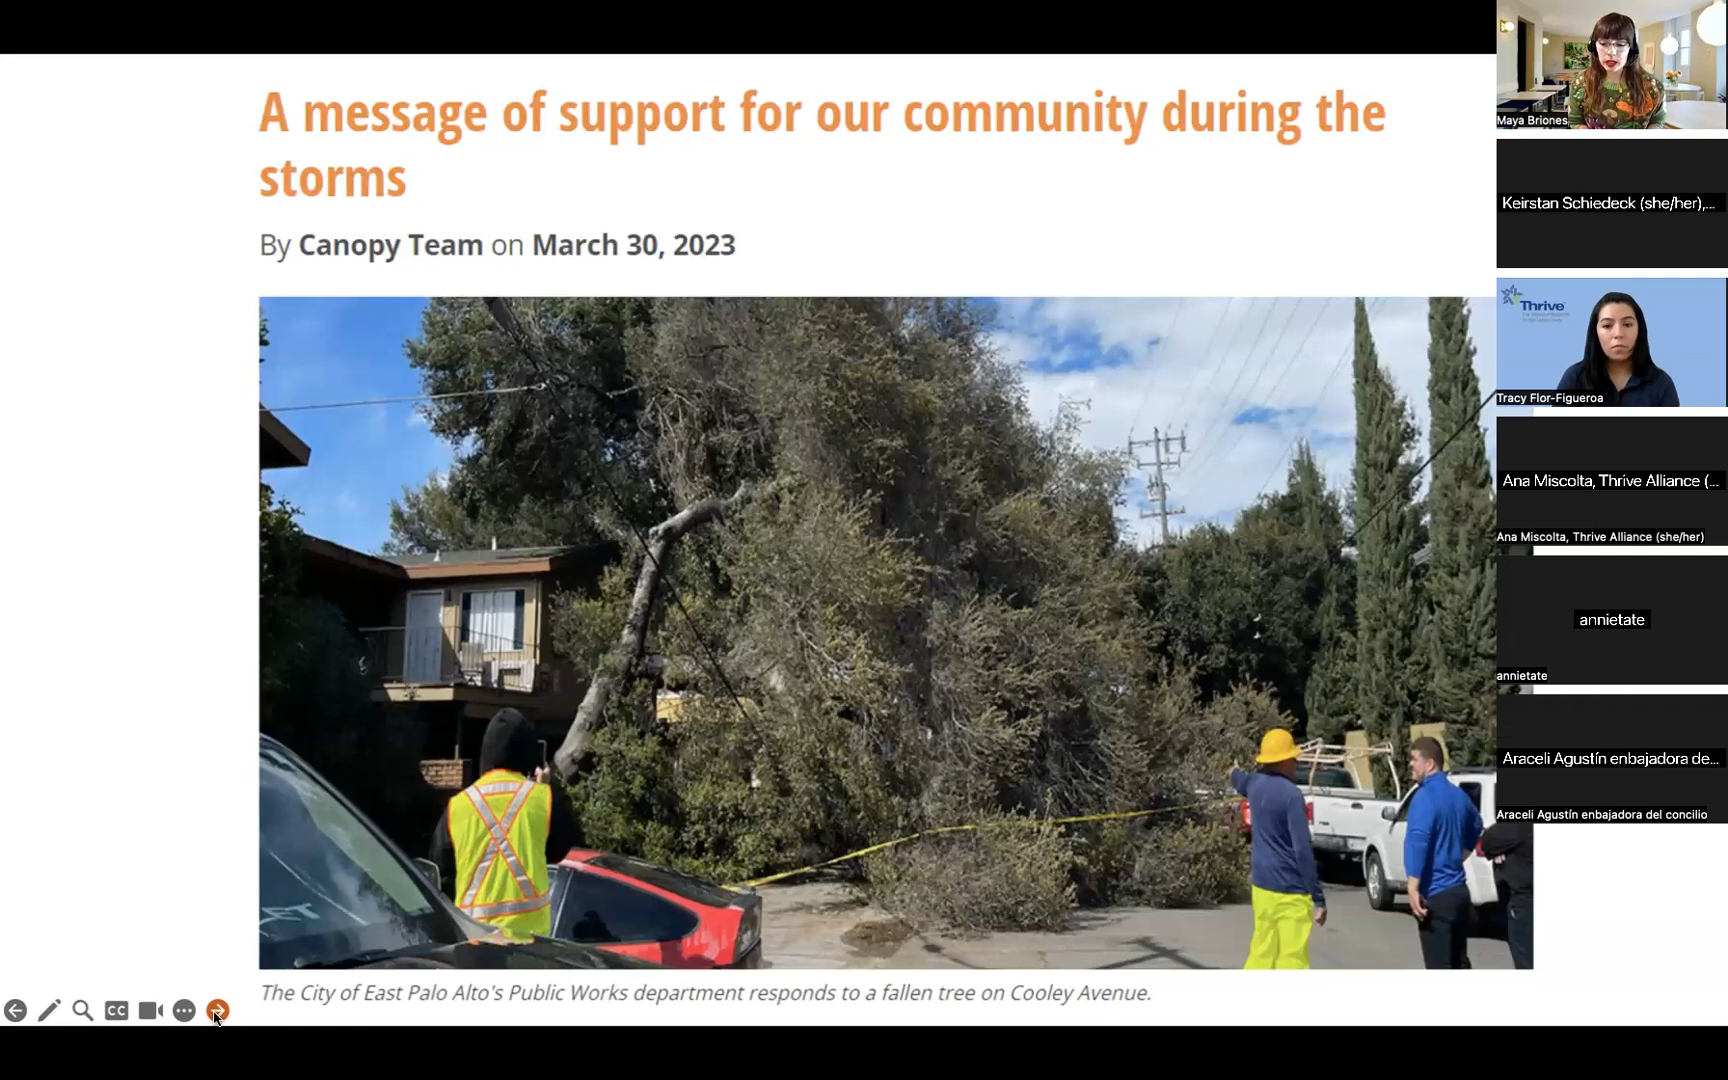 A message of support for our community during the
storms
By Canopy Team on March 30, 2023
The City of East Palo Alto's Public Works department responds to a fallen tree on Cooley Avenue.
CC
Maya Briones
Keirstan Schiedeck (she/her),...
Thrive
Tracy Flor-Figueroa
Ana Miscolta, Thrive Alliance (...
Ana Miscolta, Thrive Alliance (she/her)
annietate
annietate
Araceli Agustín enbajadora de...
Araceli Agustín enbajadora del concilio